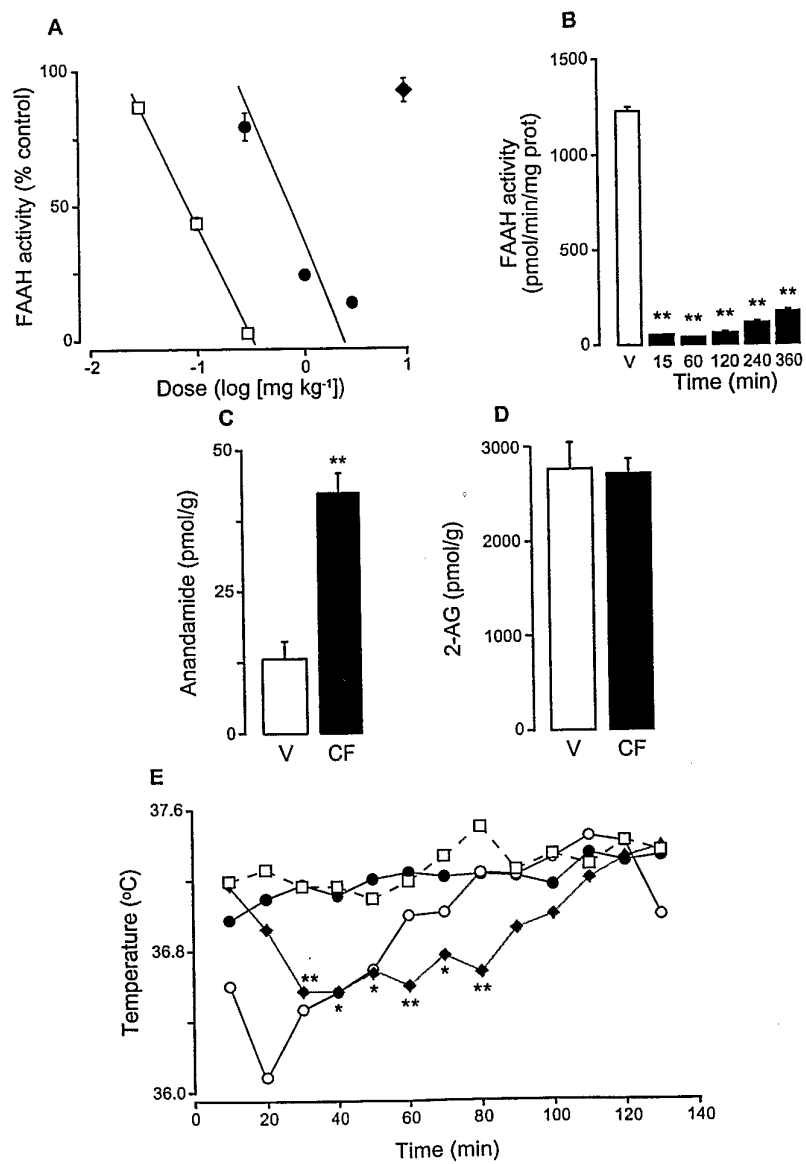 A
FAAH activity (% control)
100
50
0
-2
-1
0
1
Dose (log [mg kg-1])
B
FAAH activity
(pmol/min/mg prot)
1500
1000
500
0
** ** ** ** **
V 15 60 120 240 360
Time (min)
C
Anandamide (pmol/g)
50
25
0
**
V CF
D
2-AG (pmol/g)
3000
2000
1000
0
V CF
E
Temperature (ºC)
37.6
36.8
36.0
** * * ** * **
0 20 40 60 80 100 120 140
Time (min)